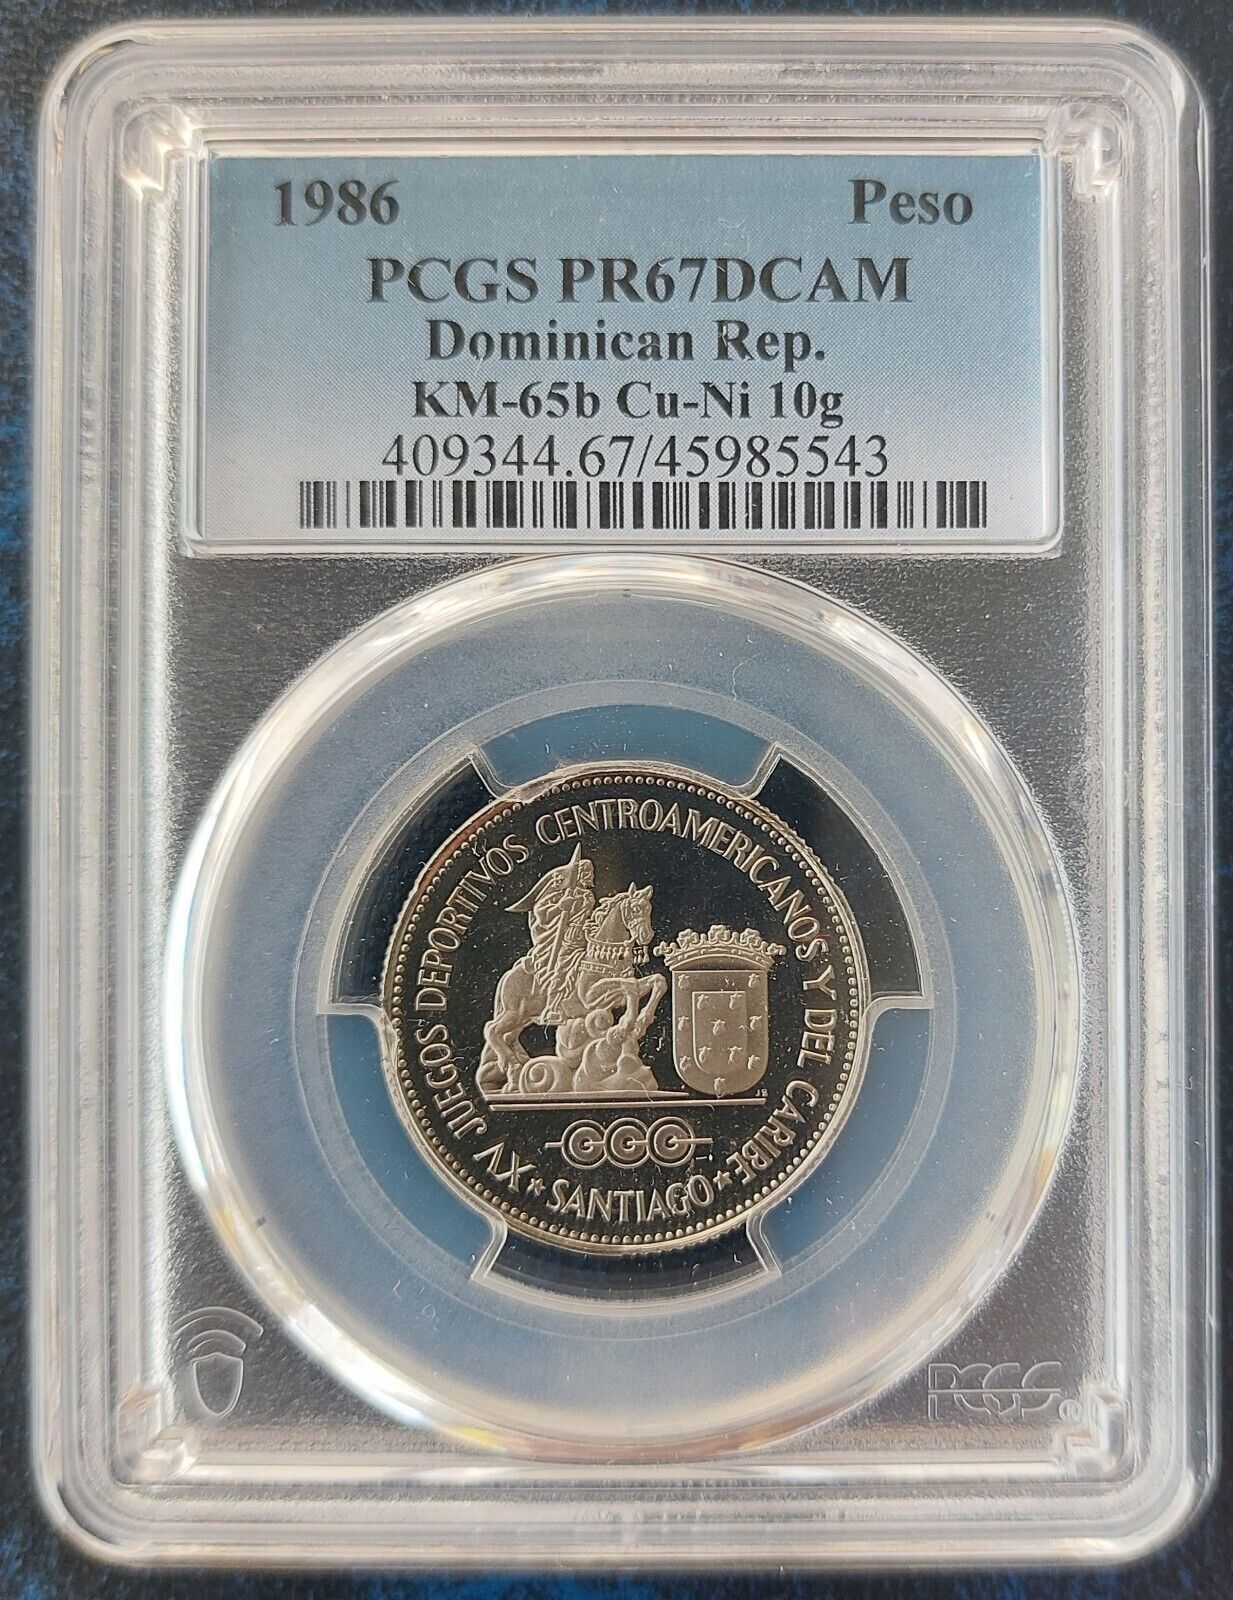 1986 Peso
PCGS PR67DCAM
Dominican Rep.
KM-65b Cu-Ni 10g
409344.67/45985543
XV JUEGOS DEPORTIVOS CENTROAMERICANOS Y DEL CARIBE
★ SANTIAGO ★
PCGS®